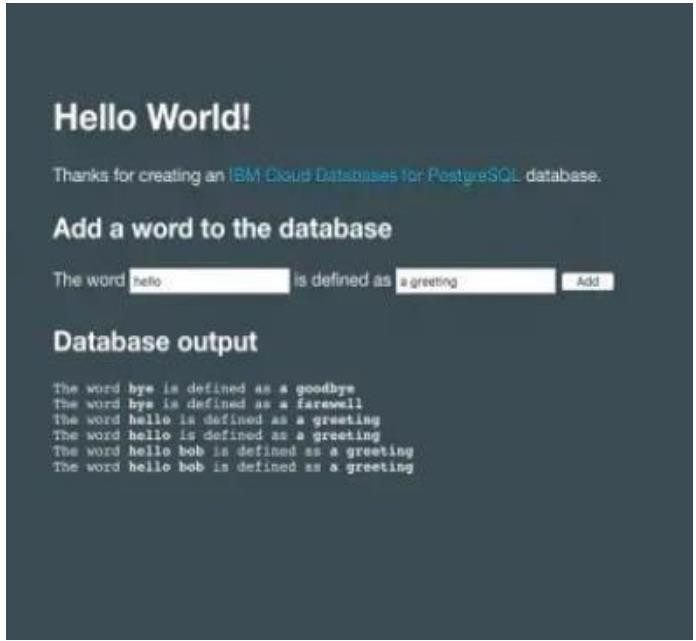 Hello World!
Thanks for creating an IBM Cloud Databases for PostgreSQL database.
Add a word to the database
The word hello is defined as a greeting Add
Database output
The word bye is defined as a goodbye
The word bye is defined as a farewell
The word hello is defined as a greeting
The word hello is defined as a greeting
The word hello bob is defined as a greeting
The word hello bob is defined as a greeting